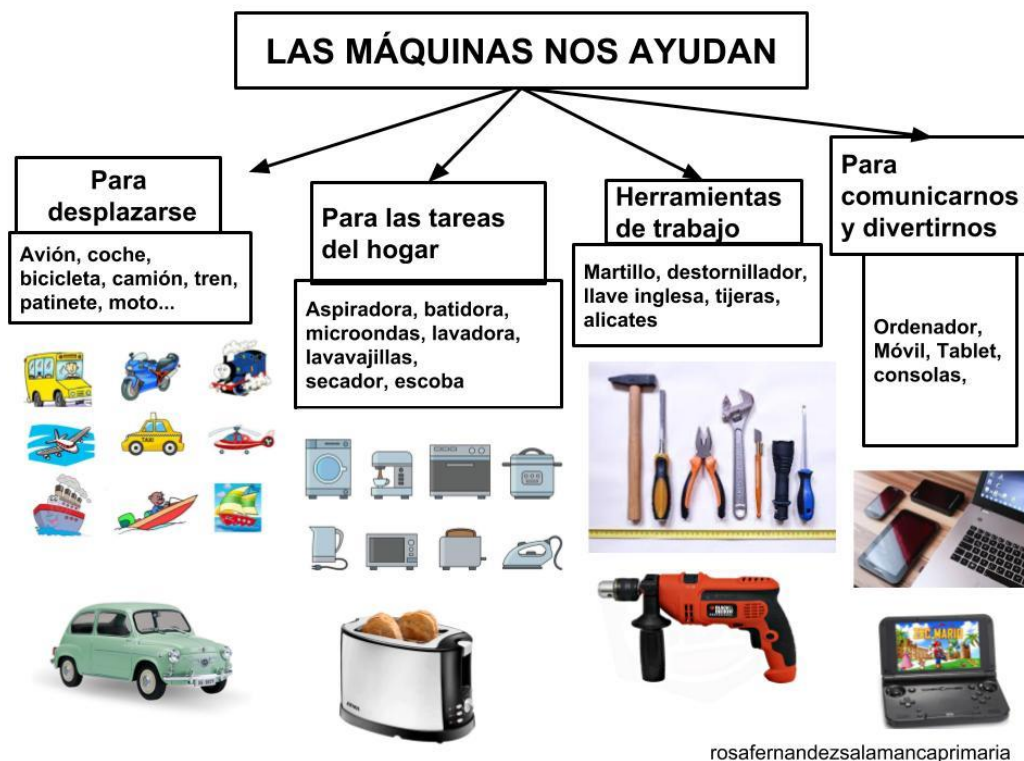 LAS MÁQUINAS NOS AYUDAN
Para
desplazarse
Avión, coche,
bicicleta, camión, tren,
patinete, moto...
Para las tareas
del hogar
Aspiradora, batidora,
microondas, lavadora,
lavavajillas,
secador, escoba
Herramientas
de trabajo
Martillo, destornillador,
llave inglesa, tijeras,
alicates
Para
comunicarnos
y divertirnos
Ordenador,
Móvil, Tablet,
consolas,
TAXI
rosafernandezsalamancaprimaria